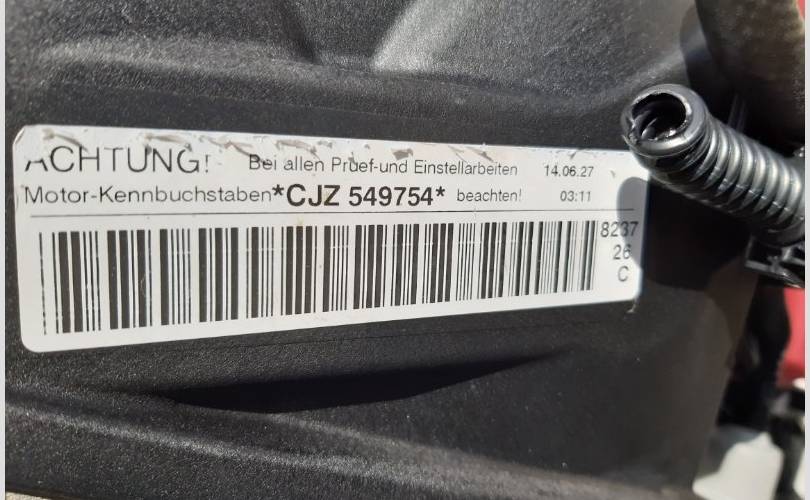 ACHTUNG! Bei allen Pruef-und Einstellarbeiten 14.06.27
Motor-Kennbuchstaben*CJZ 549754* beachten! 03:11
8237
26
C